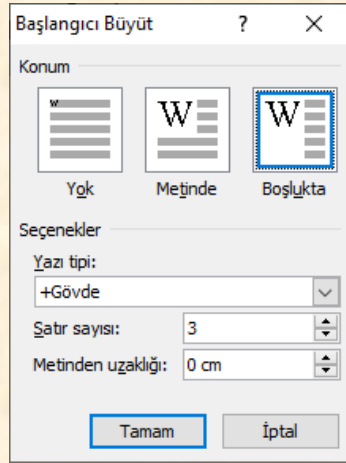 Başlangıcı Büyüt ?
Konum
W W W
Yok Metinde Boşlukta
Seçenekler
Yazı tipi:
+Gövde
Satır sayısı: 3
Metinden uzaklığı: 0 cm
Tamam İptal